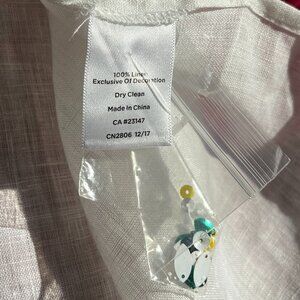 100% Linen
Exclusive Of Decoration
Dry Clean
Made in China
CA #23147
CN2806 12/17